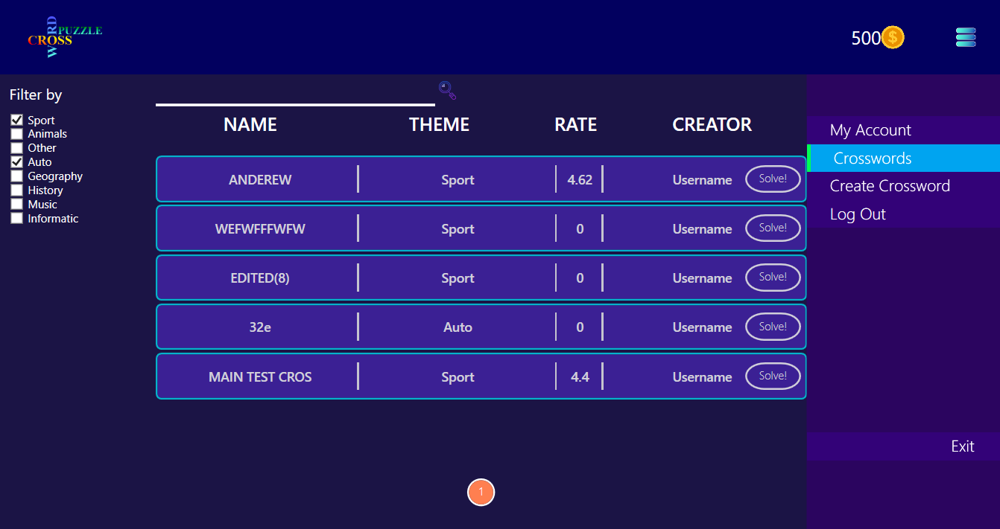 WORD
PUZZLE
CROSS
500
Filter by
Sport
Animals
Other
Auto
Geography
History
Music
Informatic
NAME THEME RATE CREATOR
ANDEREW Sport 4.62 Username Solve!
WEFWFFFWFW Sport 0 Username Solve!
EDITED(8) Sport 0 Username Solve!
32e Auto 0 Username Solve!
MAIN TEST CROS Sport 4.4 Username Solve!
1
My Account
Crosswords
Create Crossword
Log Out
Exit